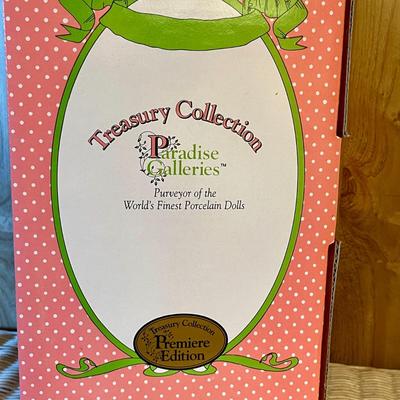 Treasury Collection
Paradise
Galleries™
Purveyor of the
World's Finest Porcelain Dolls
Treasury Collection
Premiere
Edition